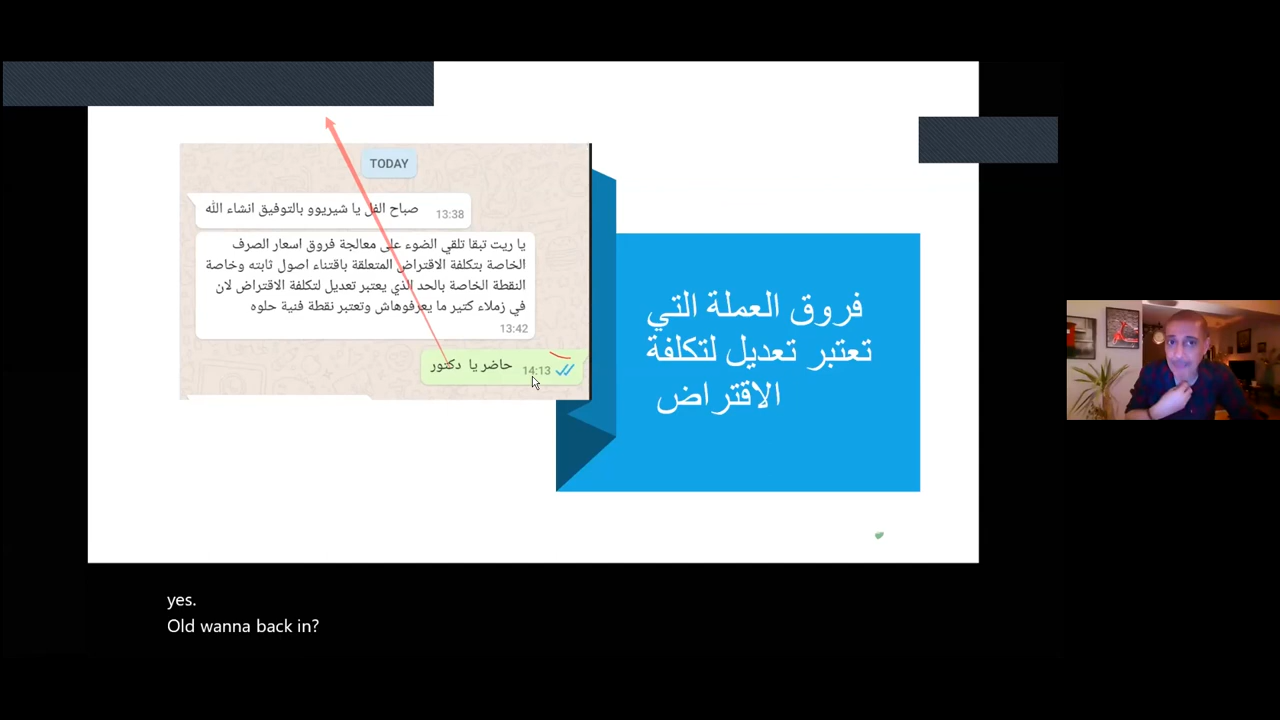 TODAY
صباح الفل يا شيريوو بالتوفيق انشاء الله
13:38
يا ريت تبقا تلقي الضوء على معالجة فروق اسعار الصرف
الخاصة بتكلفة الاقتراض المتعلقة باقتناء اصول ثابته وخاصة
النقطة الخاصة بالحد الذي يعتبر تعديل لتكلفة الاقتراض لان
في زملاء كتير ما يعرفوهاش وتعتبر نقطة فنية حلوه
13:42
حاضر يا دكتور
14:13
فروق العملة التي
تعتبر تعديل لتكلفة
الاقتراض
yes.
Old wanna back in?